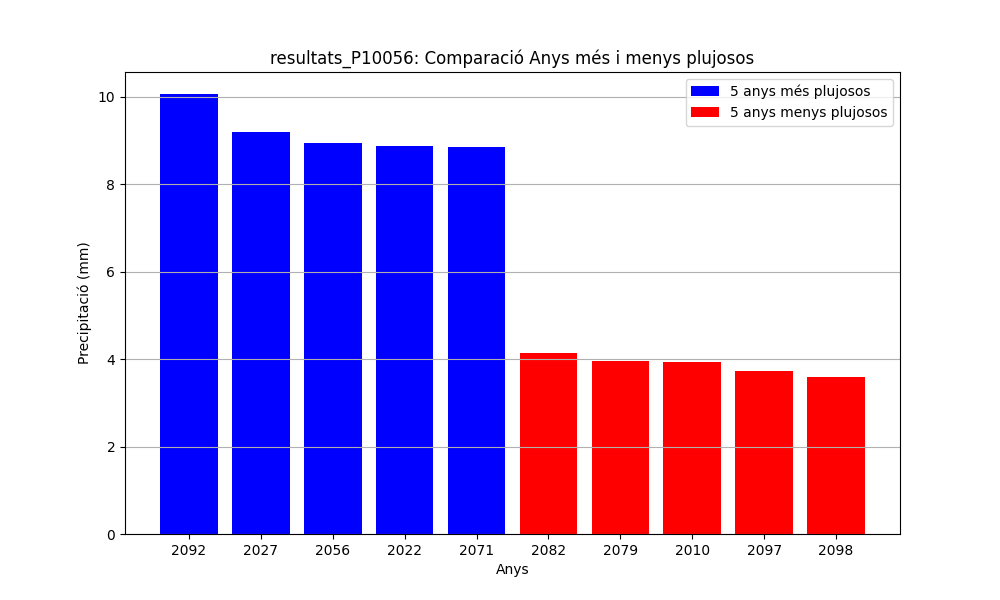 resultats_P10056: Comparació Anys més i menys plujosos
5 anys més plujosos
5 anys menys plujosos
Precipitació (mm)
10
8
6
4
2
0
2092 2027 2056 2022 2071 2082 2079 2010 2097 2098
Anys